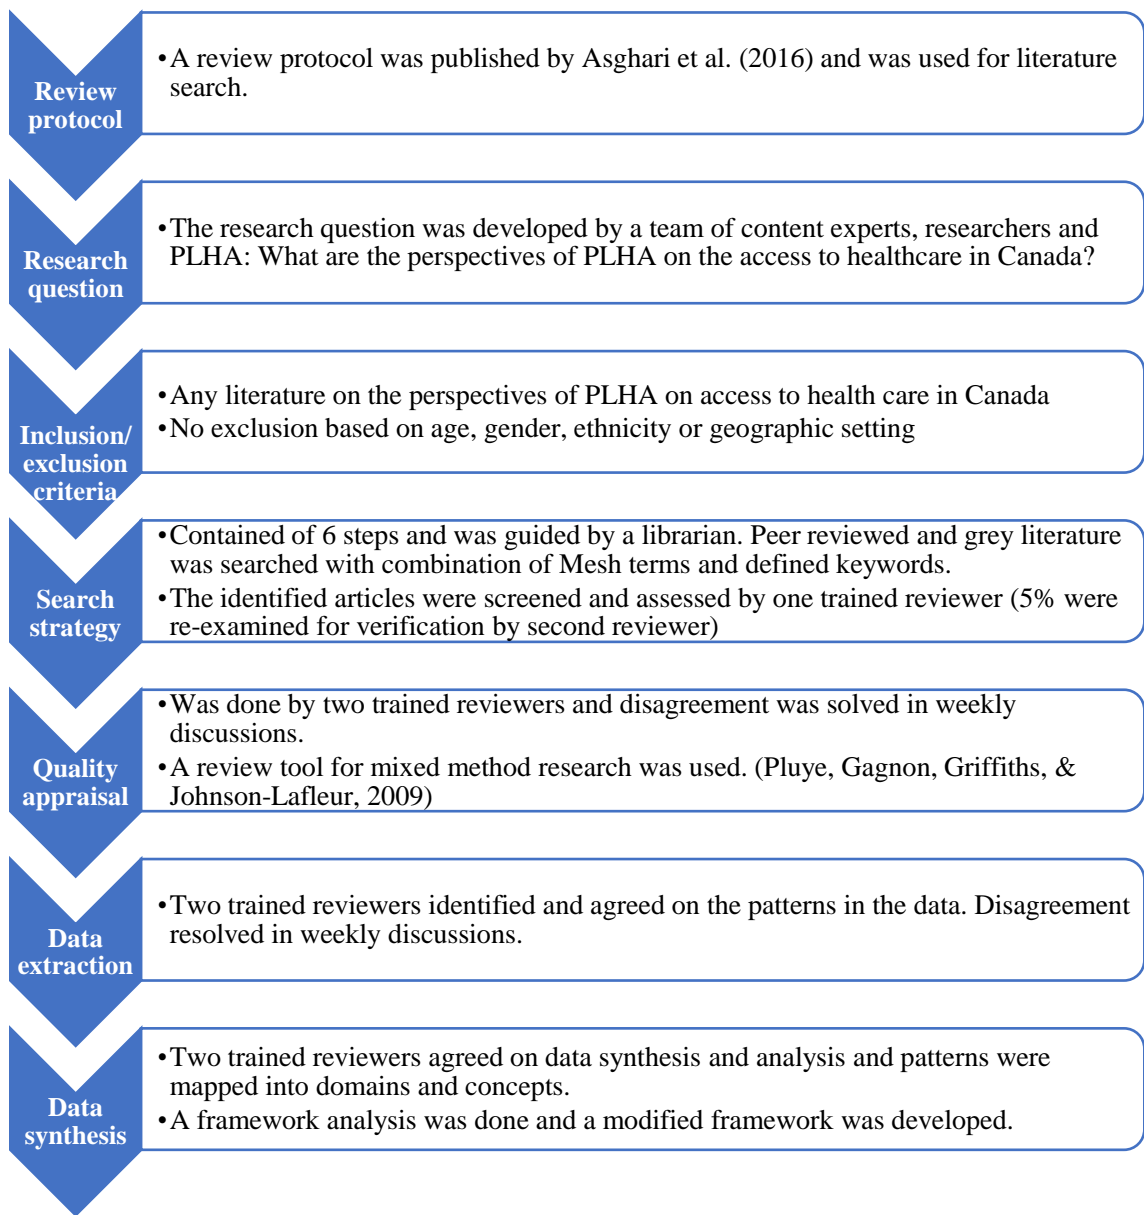 Review
protocol
•A review protocol was published by Asghari et al. (2016) and was used for literature
search.
Research
question
•The research question was developed by a team of content experts, researchers and
PLHA: What are the perspectives of PLHA on the access to healthcare in Canada?
Inclusion/
exclusion
criteria
•Any literature on the perspectives of PLHA on access to health care in Canada
•No exclusion based on age, gender, ethnicity or geographic setting
Search
strategy
•Contained of 6 steps and was guided by a librarian. Peer reviewed and grey literature
was searched with combination of Mesh terms and defined keywords.
•The identified articles were screened and assessed by one trained reviewer (5% were
re-examined for verification by second reviewer)
Quality
appraisal
•Was done by two trained reviewers and disagreement was solved in weekly
discussions.
•A review tool for mixed method research was used. (Pluye, Gagnon, Griffiths, &
Johnson-Lafleur, 2009)
Data
extraction
•Two trained reviewers identified and agreed on the patterns in the data. Disagreement
resolved in weekly discussions.
Data
synthesis
•Two trained reviewers agreed on data synthesis and analysis and patterns were
mapped into domains and concepts.
•A framework analysis was done and a modified framework was developed.